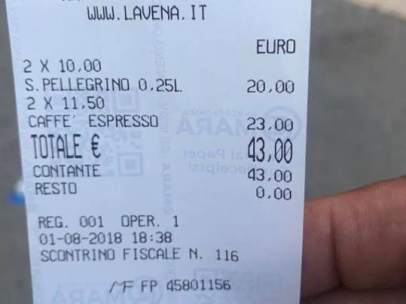 WWW.LAVENA.IT
EURO
2 X 10,00
S.PELLEGRINO 0.25L 20,00
2 X 11,50
CAFFE' ESPRESSO 23,00
TOTALE € 43,00
CONTANTE 43,00
RESTO 0,00
REG. 001 OPER. 1
01-08-2018 18:38
SCONTRINO FISCALE N. 116
MF FP 45801156